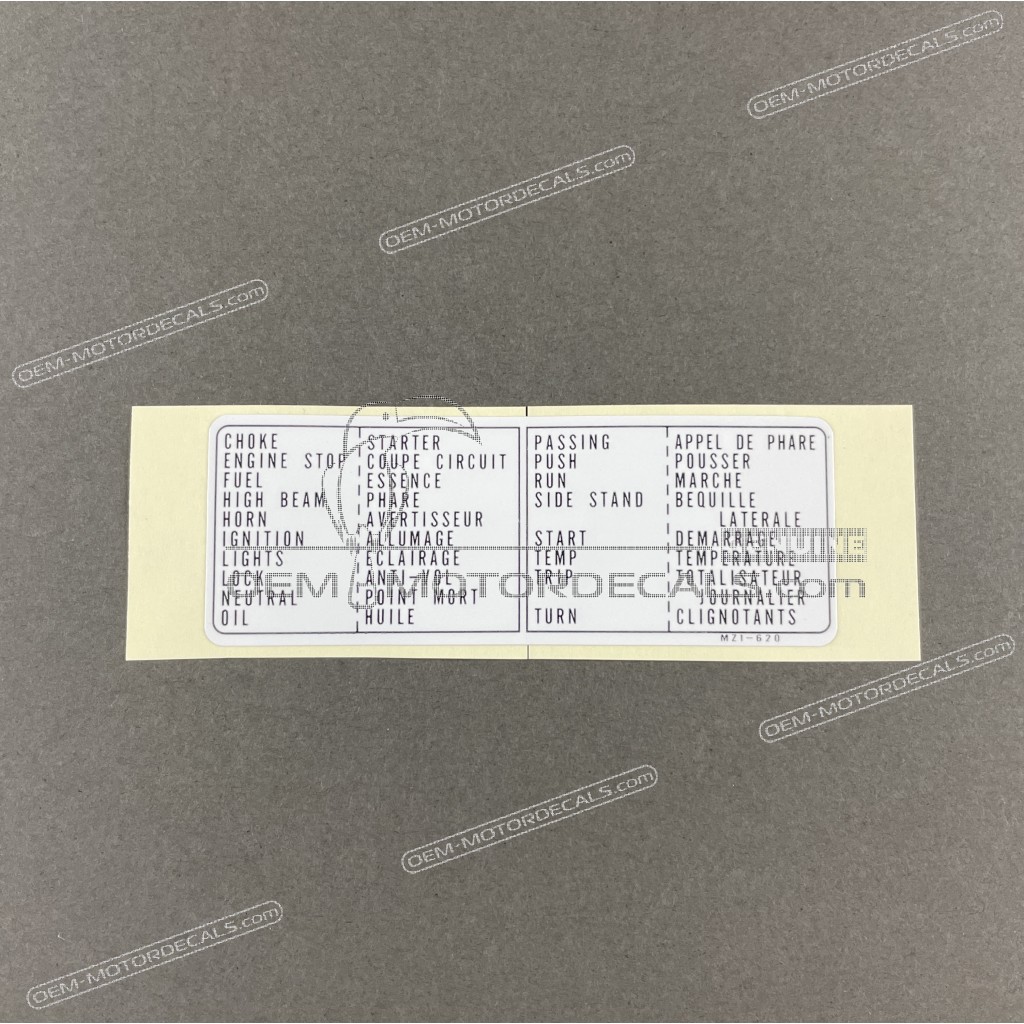 OEM-MOTORDECALS.com
OEM-MOTORDECALS.com
OEM-MOTORDECALS.com
CHOKE STARTER
ENGINE STOP COUPE CIRCUIT
FUEL ESSENCE
HIGH BEAM PHARE
HORN AVERTISSEUR
IGNITION ALLUMAGE
LIGHTS ECLAIRAGE
LOCK ANTI-VOL
NEUTRAL POINT MORT
OIL HUILE
PASSING APPEL DE PHARE
PUSH POUSSER
RUN MARCHE
SIDE STAND BEQUILLE
LATERALE
START DEMARRAGE
TEMP TEMPERATURE
TRIP TOTALISATEUR
JOURNALIER
TURN CLIGNOTANTS
MZ1-620
GENUINE
OEM-MOTORDECALS.com
OEM-MOTORDECALS.com
OEM-MOTORDECALS.com
OEM-MOTORDECALS.com